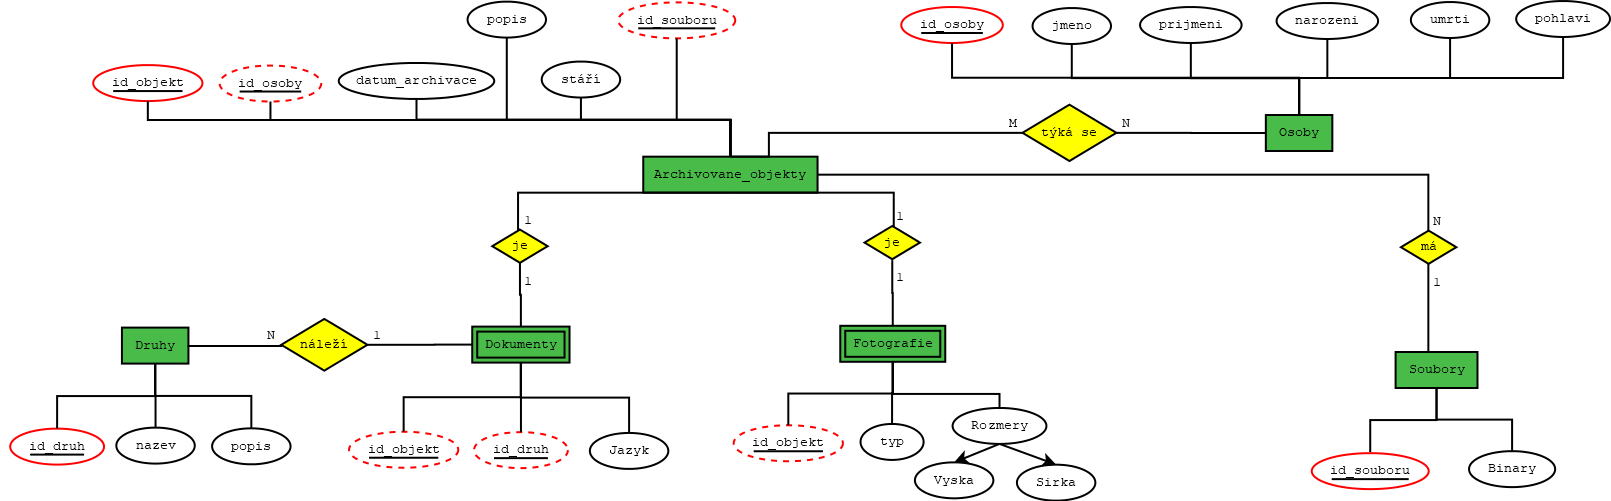 popis
id_souboru
id_osoby
jmeno
prijmeni
narozeni
umrti
pohlavi
id_objekt
id_osoby
datum_archivace
stáří
M
týká se
N
Osoby
Archivovane_objekty
1
je
1
1
je
1
N
má
1
Druhy
N
náleží
1
Dokumenty
Fotografie
Soubory
id_druh
nazev
popis
id_objekt
id_druh
Jazyk
id_objekt
typ
Rozmery
Vyska
Sirka
id_souboru
Binary